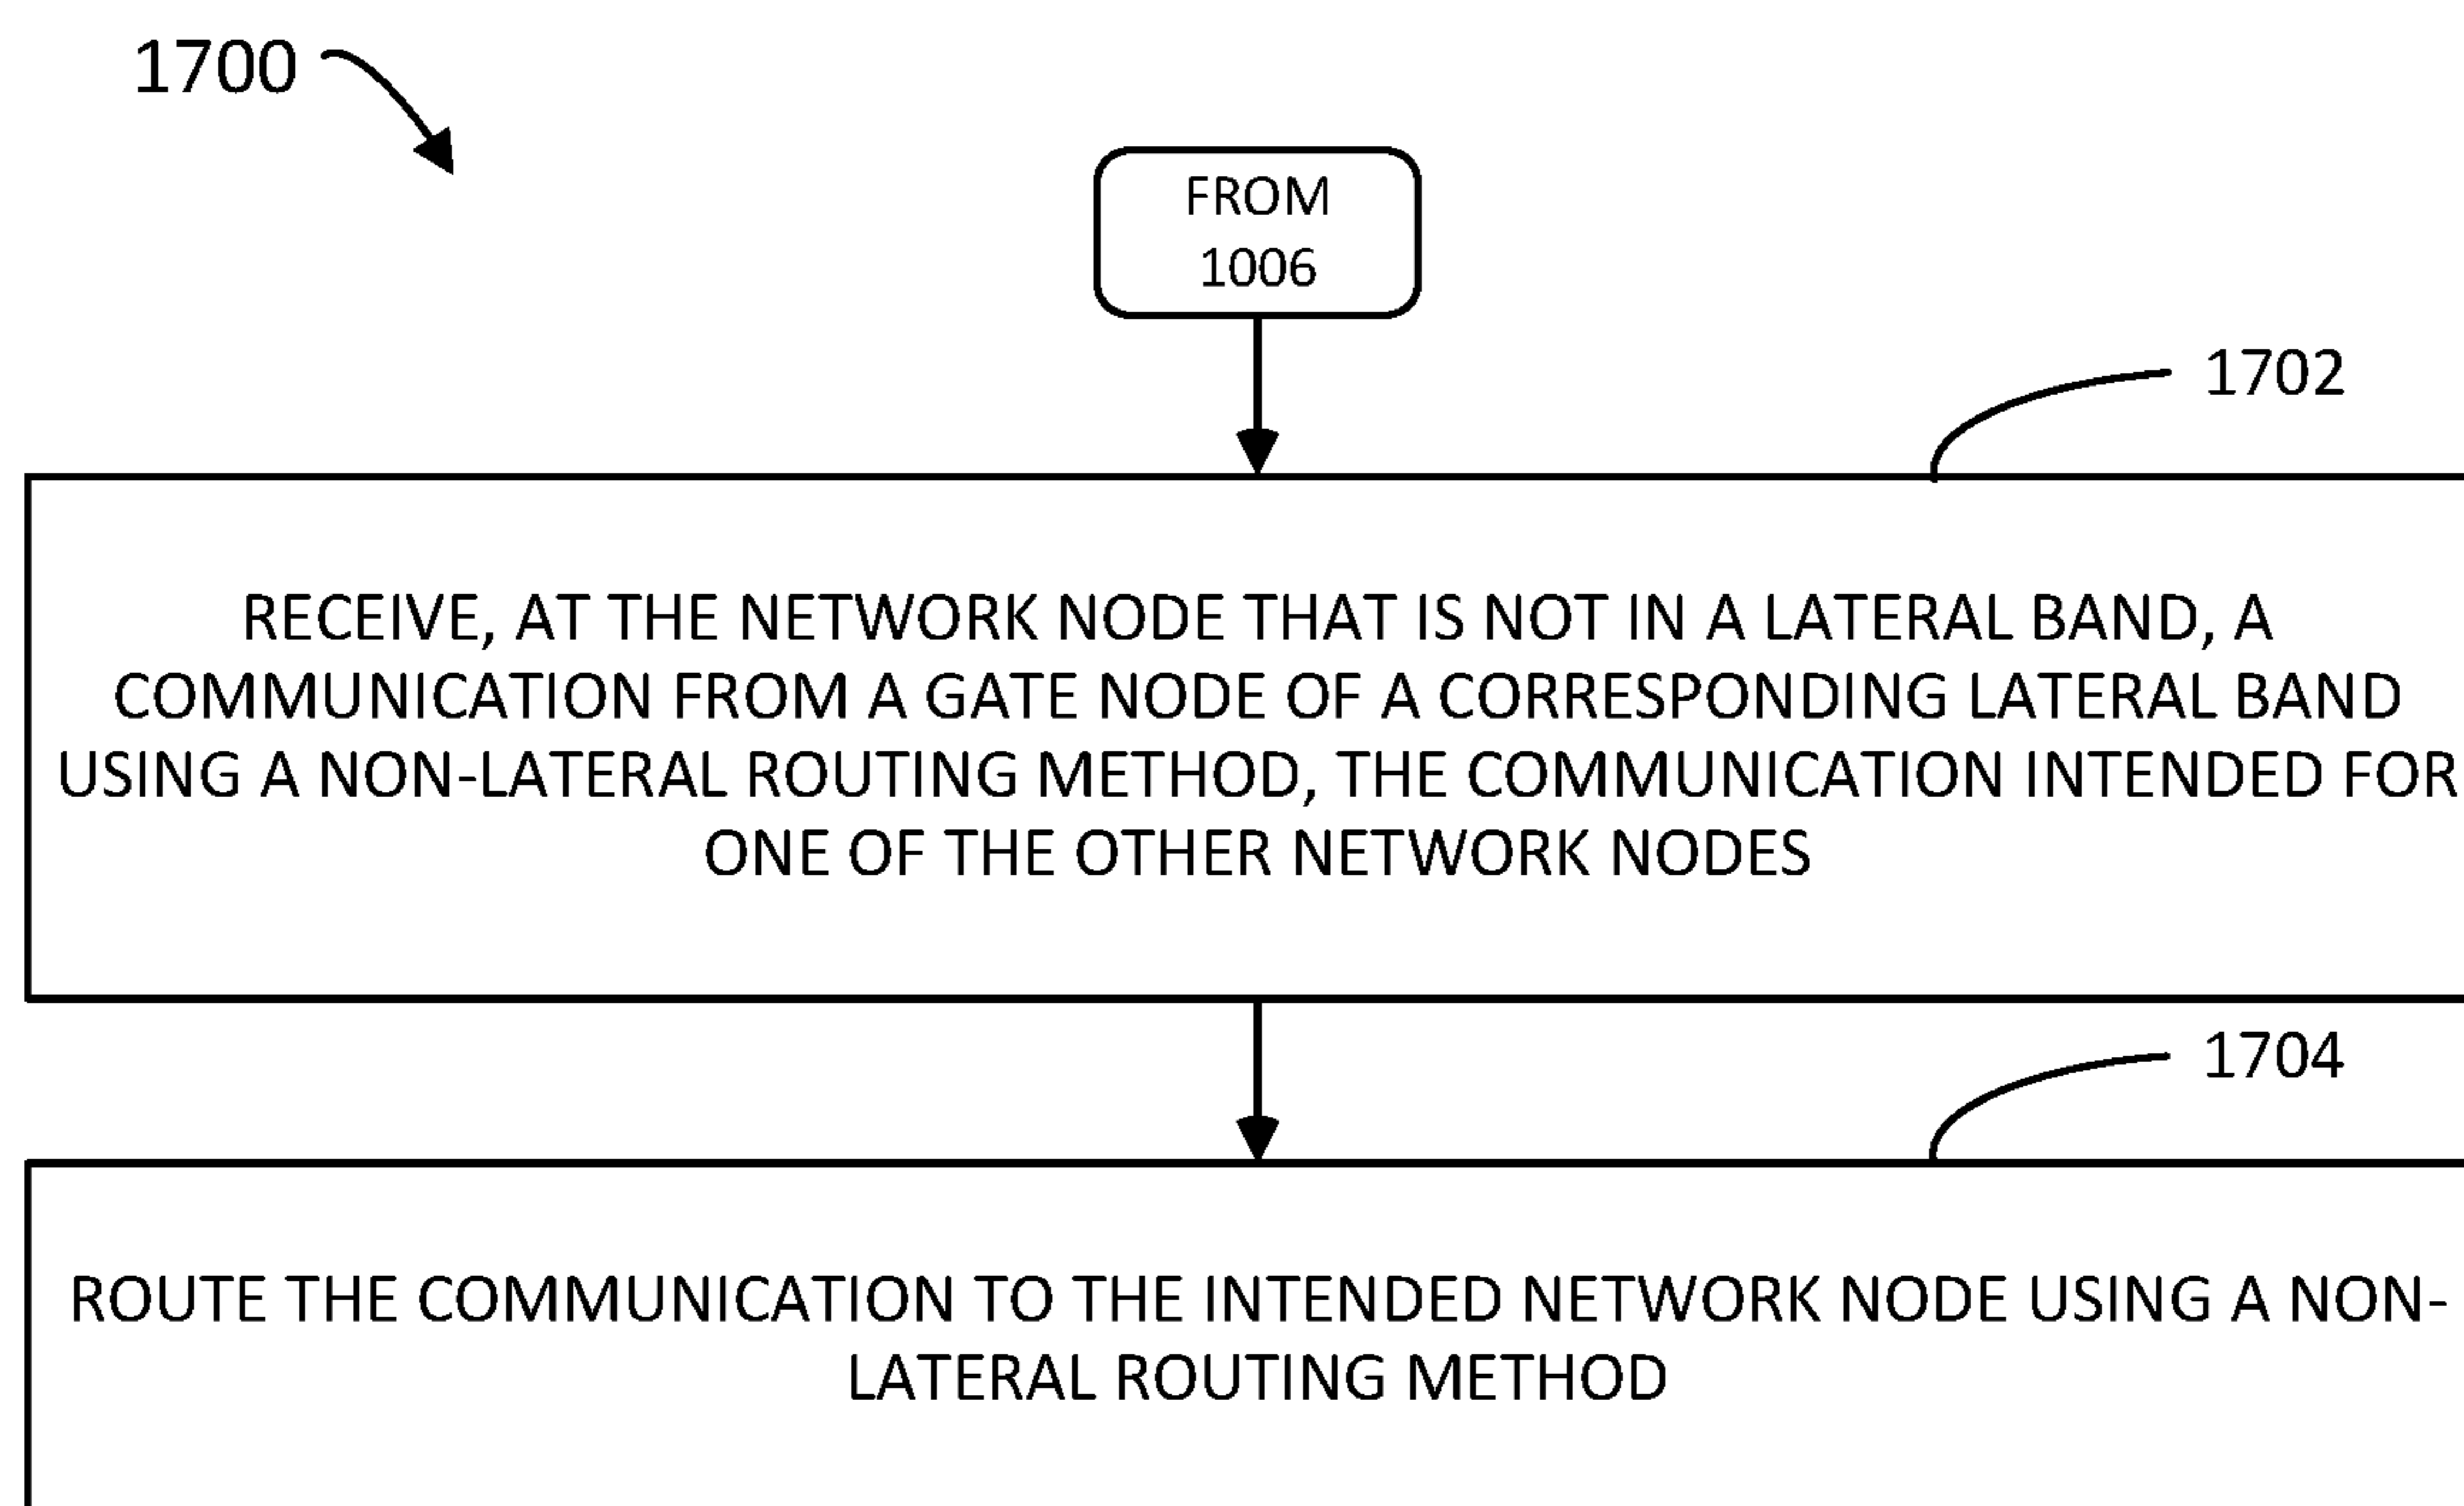 1700
FROM
1006
1702
RECEIVE, AT THE NETWORK NODE THAT IS NOT IN A LATERAL BAND, A
COMMUNICATION FROM A GATE NODE OF A CORRESPONDING LATERAL BAND
USING A NON-LATERAL ROUTING METHOD, THE COMMUNICATION INTENDED FOR
ONE OF THE OTHER NETWORK NODES
1704
ROUTE THE COMMUNICATION TO THE INTENDED NETWORK NODE USING A NON-
LATERAL ROUTING METHOD